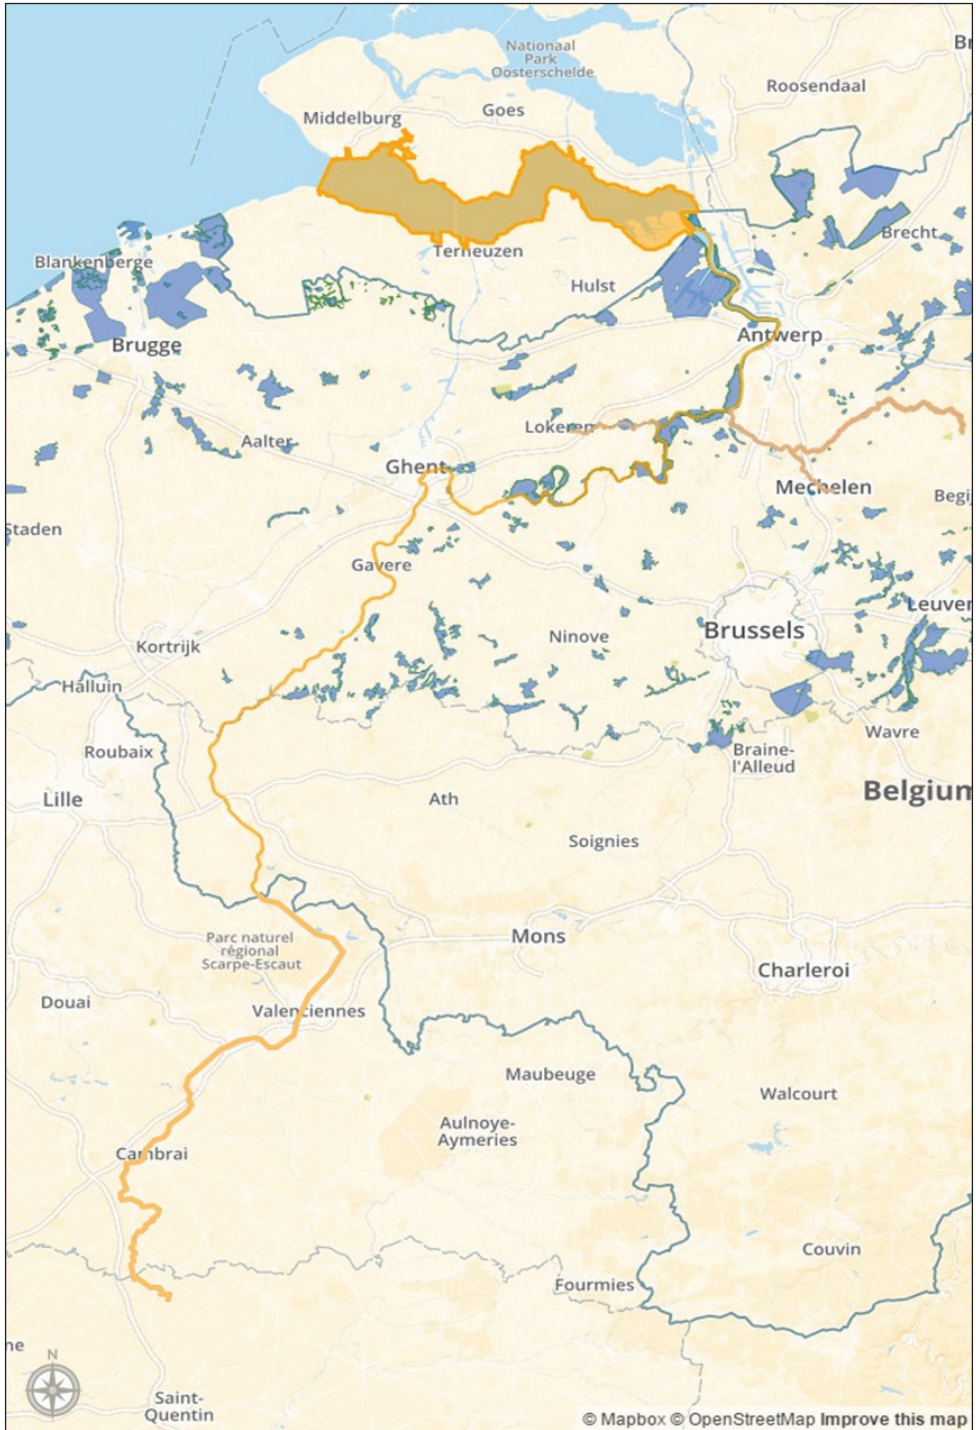 Nationaal
Park
Oosterschelde
Br
Roosendaal
Middelburg
Goes
Brecht
Blankenberge
Terneuzen
Hulst
Brugge
Antwerp
Lokeren
Aalter
Ghent
Mechelen
Begi
Staden
Gavere
Leuven
Ninove
Brussels
Kortrijk
Halluin
Wavre
Roubaix
Braine-
l'Alleud
Lille
Ath
Belgium
Soignies
Mons
Parc naturel
régional
Scarpe-Escaut
Charleroi
Douai
Valenciennes
Maubeuge
Walcourt
Aulnoye-
Aymeries
Cambrai
Couvin
Fourmies
ne
N
Saint-
Quentin
© Mapbox © OpenStreetMap Improve this map